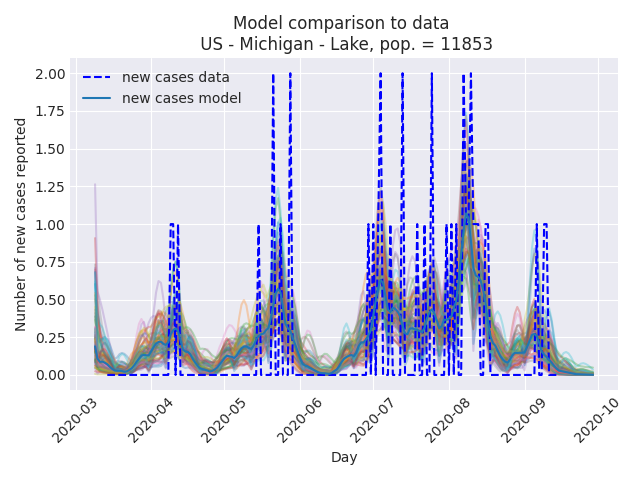 Model comparison to data
US - Michigan - Lake, pop. = 11853
new cases data
new cases model
Number of new cases reported
2.00
1.75
1.50
1.25
1.00
0.75
0.50
0.25
0.00
2020-03
2020-04
2020-05
2020-06
2020-07
2020-08
2020-09
2020-10
Day